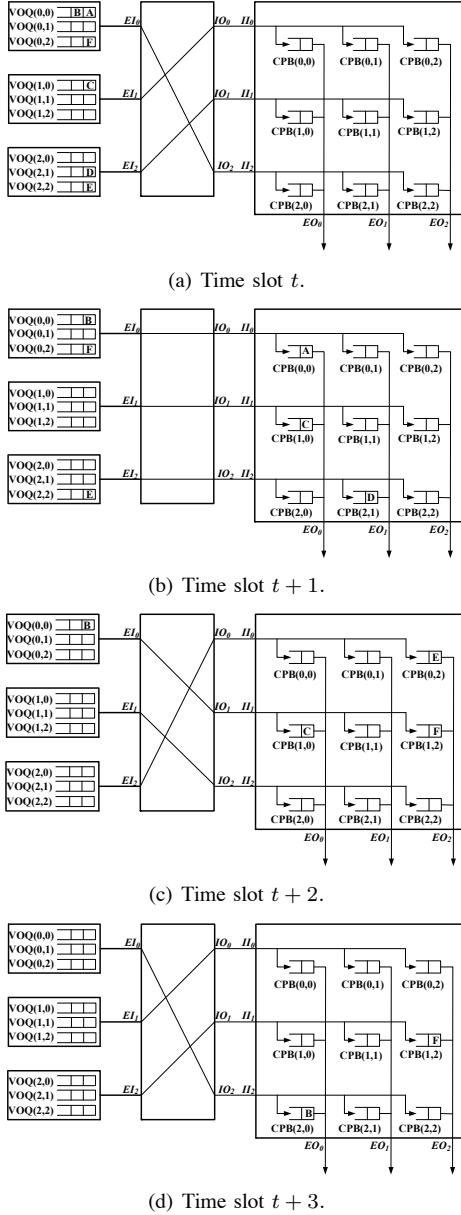 VOQ(0,0) B A EI0 IO0 II0
VOQ(0,1)
VOQ(0,2) F
CPB(0,0) CPB(0,1) CPB(0,2)
VOQ(1,0) C
VOQ(1,1) EI1 IO1 II1
VOQ(1,2)
CPB(1,0) CPB(1,1) CPB(1,2)
VOQ(2,0)
VOQ(2,1) D EI2 IO2 II2
VOQ(2,2) E
CPB(2,0) CPB(2,1) CPB(2,2)
EO0 EO1 EO2
(a) Time slot t.
VOQ(0,0) B EI0 IO0 II0
VOQ(0,1)
VOQ(0,2) F
A
CPB(0,0) CPB(0,1) CPB(0,2)
VOQ(1,0)
VOQ(1,1) EI1 IO1 II1
VOQ(1,2)
C
CPB(1,0) CPB(1,1) CPB(1,2)
VOQ(2,0)
VOQ(2,1) EI2 IO2 II2
VOQ(2,2) E
D
CPB(2,0) CPB(2,1) CPB(2,2)
EO0 EO1 EO2
(b) Time slot t + 1.
VOQ(0,0) B EI0 IO0 II0
VOQ(0,1)
VOQ(0,2)
E
CPB(0,0) CPB(0,1) CPB(0,2)
VOQ(1,0)
VOQ(1,1) EI1 IO1 II1
VOQ(1,2)
C F
CPB(1,0) CPB(1,1) CPB(1,2)
VOQ(2,0)
VOQ(2,1) EI2 IO2 II2
VOQ(2,2)
CPB(2,0) CPB(2,1) CPB(2,2)
EO0 EO1 EO2
(c) Time slot t + 2.
VOQ(0,0) EI0 IO0 II0
VOQ(0,1)
VOQ(0,2)
CPB(0,0) CPB(0,1) CPB(0,2)
VOQ(1,0)
VOQ(1,1) EI1 IO1 II1
VOQ(1,2)
F
CPB(1,0) CPB(1,1) CPB(1,2)
VOQ(2,0)
VOQ(2,1) EI2 IO2 II2
VOQ(2,2)
B
CPB(2,0) CPB(2,1) CPB(2,2)
EO0 EO1 EO2
(d) Time slot t + 3.